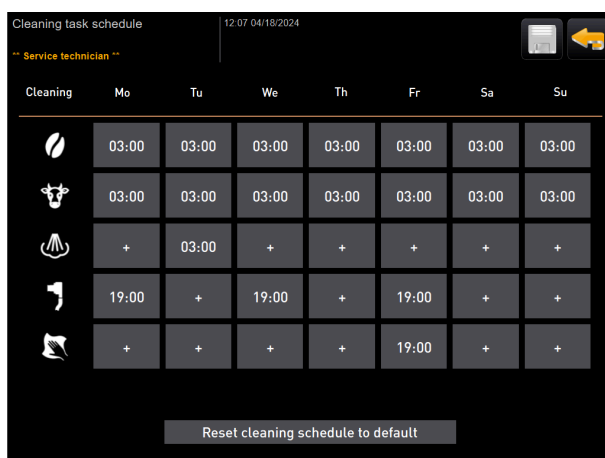 Cleaning task schedule 12:07 04/18/2024
** Service technician **
Cleaning Mo Tu We Th Fr Sa Su
03:00 03:00 03:00 03:00 03:00 03:00 03:00
03:00 03:00 03:00 03:00 03:00 03:00 03:00
+ 03:00 + + + + +
19:00 + 19:00 + 19:00 + +
+ + + + 19:00 + +
Reset cleaning schedule to default